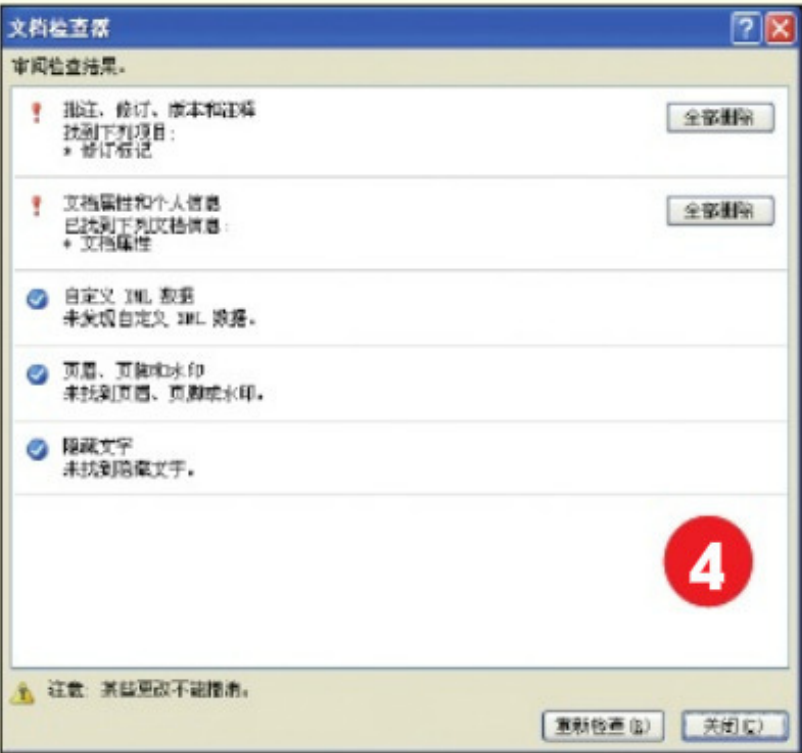 文档检查器
审阅检查结果。
批注、修订、版本和注释
全部删除
找到下列项目:
* 修订标记
文档属性和个人信息
全部删除
已找到下列文档信息:
* 文档属性
自定义 XML 数据
未发现自定义 XML 数据。
页眉、页脚和水印
未找到页眉、页脚或水印。
隐藏文字
未找到隐藏文字。
4
注意: 某些更改不能撤消。
重新检查(R)
关闭(C)